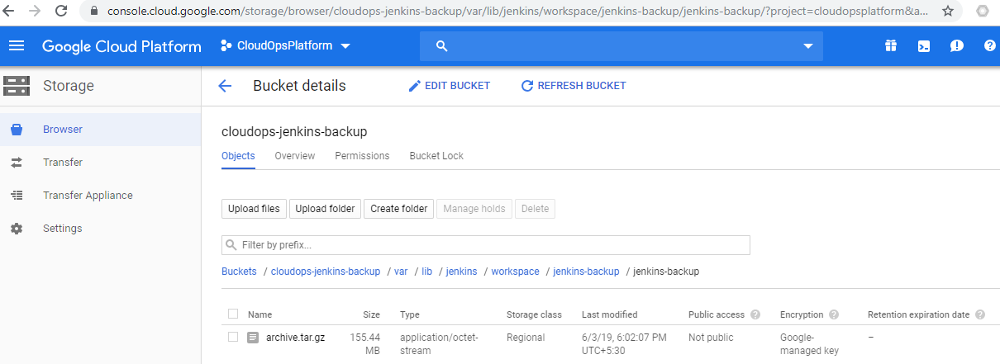 console.cloud.google.com/storage/browser/cloudops-jenkins-backup/var/lib/jenkins/workspace/jenkins-backup/jenkins-backup/?project=cloudopsplatform&a...
Google Cloud Platform CloudOpsPlatform
Storage
Bucket details EDIT BUCKET REFRESH BUCKET
Browser
Transfer
Transfer Appliance
Settings
cloudops-jenkins-backup
Objects Overview Permissions Bucket Lock
Upload files Upload folder Create folder Manage holds Delete
Filter by prefix...
Buckets / cloudops-jenkins-backup / var / lib / jenkins / workspace / jenkins-backup / jenkins-backup
Name Size Type Storage class Last modified Public access ? Encryption ? Retention expiration date ?
archive.tar.gz 155.44 application/octet- Regional 6/3/19, 6:02:07 PM Not public Google- –
MB stream UTC+5:30 managed key